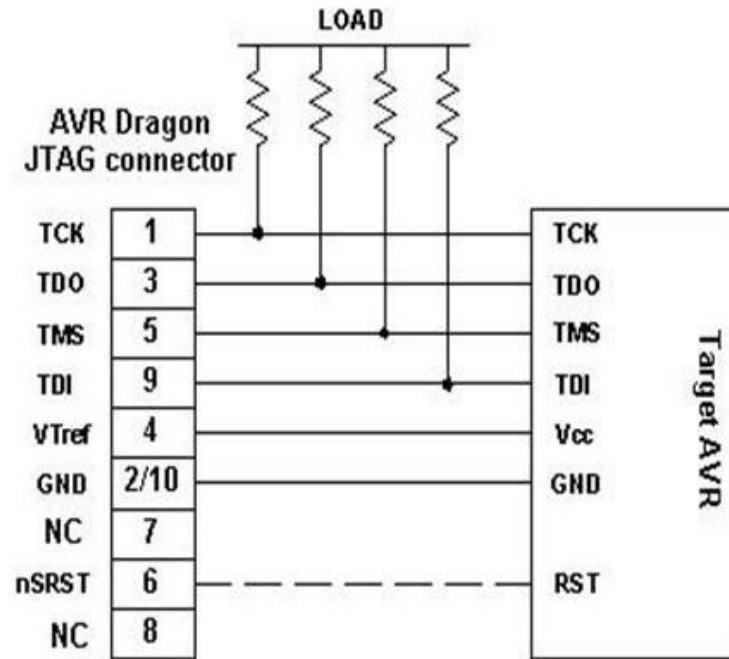 LOAD
AVR Dragon
JTAG connector
TCK 1 TCK
TDO 3 TDO
TMS 5 TMS
TDI 9 TDI
VTref 4 Vcc
GND 2/10 GND
NC 7
nSRST 6 RST
NC 8
Target AVR